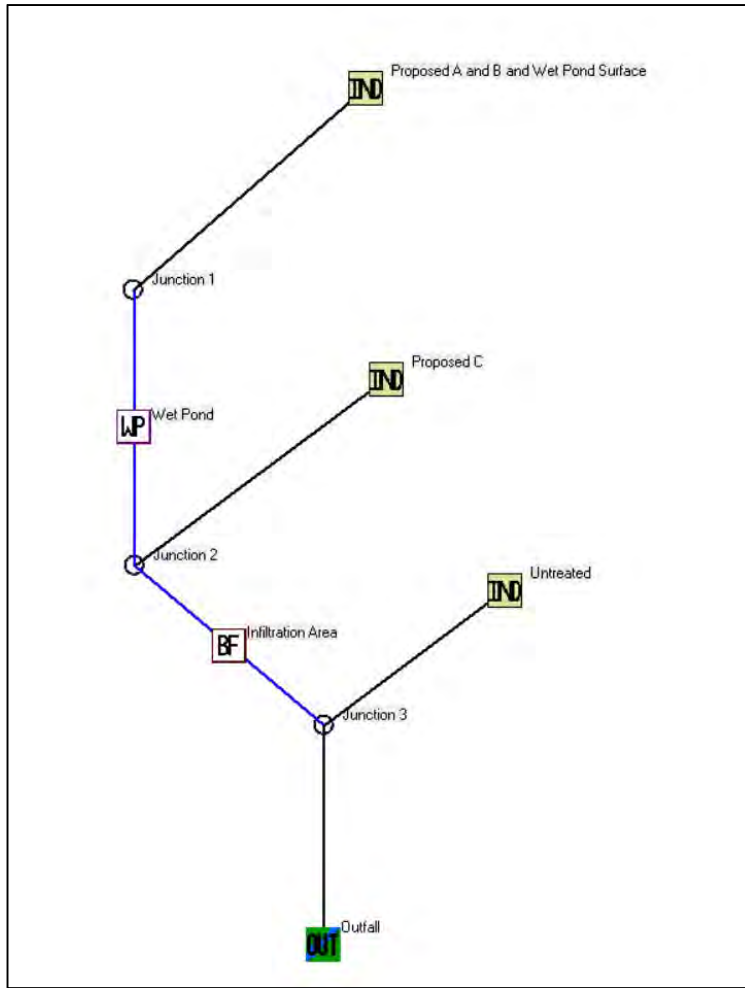 IND
Proposed A and B and Wet Pond Surface
Junction 1
IND
Proposed C
WP
Wet Pond
Junction 2
IND
Untreated
BF
Infiltration Area
Junction 3
OUT
Outfall